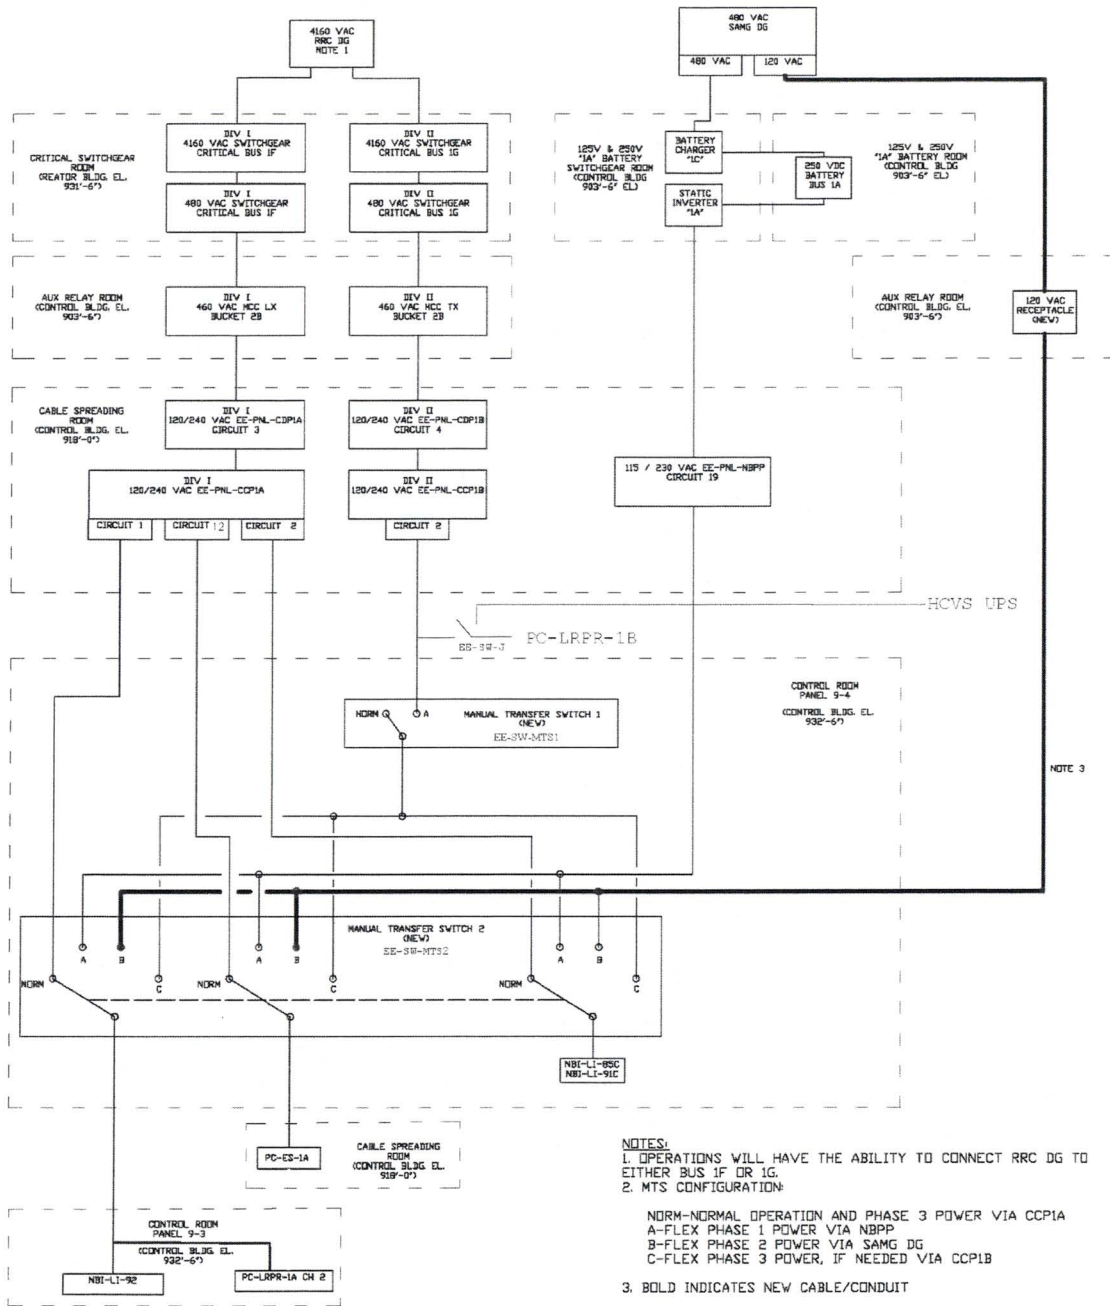 4160 VAC
RRC DG
NOTE 1
480 VAC
SAMG DG
480 VAC
120 VAC
CRITICAL SWITCHGEAR
ROOM
(REATOR BLDG, EL.
931'-6")
DIV I
4160 VAC SWITCHGEAR
CRITICAL BUS 1F
DIV I
480 VAC SWITCHGEAR
CRITICAL BUS 1F
DIV II
4160 VAC SWITCHGEAR
CRITICAL BUS 1G
DIV II
480 VAC SWITCHGEAR
CRITICAL BUS 1G
125V & 250V
"1A" BATTERY
SWITCHGEAR ROOM
(CONTROL BLDG
903'-6" EL)
BATTERY
CHARGER
"1C"
STATIC
INVERTER
"1A"
250 VDC
BATTERY
BUS 1A
125V & 250V
"1A" BATTERY ROOM
(CONTROL BLDG
903'-6" EL)
AUX RELAY ROOM
(CONTROL BLDG, EL.
903'-6")
DIV I
460 VAC MCC LX
BUCKET 2B
DIV II
460 VAC MCC TX
BUCKET 2B
AUX RELAY ROOM
(CONTROL BLDG, EL.
903'-6")
120 VAC
RECEPTACLE
(NEW)
CABLE SPREADING
ROOM
(CONTROL BLDG, EL.
918'-0")
DIV I
120/240 VAC EE-PNL-CDP1A
CIRCUIT 3
DIV II
120/240 VAC EE-PNL-CDP1B
CIRCUIT 4
DIV I
120/240 VAC EE-PNL-CCP1A
CIRCUIT 1
CIRCUIT 12
CIRCUIT 2
DIV II
120/240 VAC EE-PNL-CCP1B
CIRCUIT 2
115 / 230 VAC EE-PNL-NBPP
CIRCUIT 19
HCVS UPS
EE-SW-J
PC-LRPR-1B
CONTROL ROOM
PANEL 9-4
(CONTROL BLDG, EL.
932'-6")
NORM
A
MANUAL TRANSFER SWITCH 1
(NEW)
EE-SW-MTS1
NOTE 3
MANUAL TRANSFER SWITCH 2
(NEW)
EE-SW-MTS2
A
B
A
B
A
B
NORM
C
NORM
C
NORM
C
NBI-LI-85C
NBI-LI-91C
PC-ES-1A
CABLE SPREADING
ROOM
(CONTROL BLDG, EL.
918'-0")
CONTROL ROOM
PANEL 9-3
(CONTROL BLDG, EL.
932'-6")
NBI-LI-92
PC-LRPR-1A CH 2
NOTES:
1. OPERATIONS WILL HAVE THE ABILITY TO CONNECT RRC DG TO
EITHER BUS 1F OR 1G.
2. MTS CONFIGURATION:
NORM-NORMAL OPERATION AND PHASE 3 POWER VIA CCP1A
A-FLEX PHASE 1 POWER VIA NBPP
B-FLEX PHASE 2 POWER VIA SAMG DG
C-FLEX PHASE 3 POWER, IF NEEDED VIA CCP1B
3. BOLD INDICATES NEW CABLE/CONDUIT